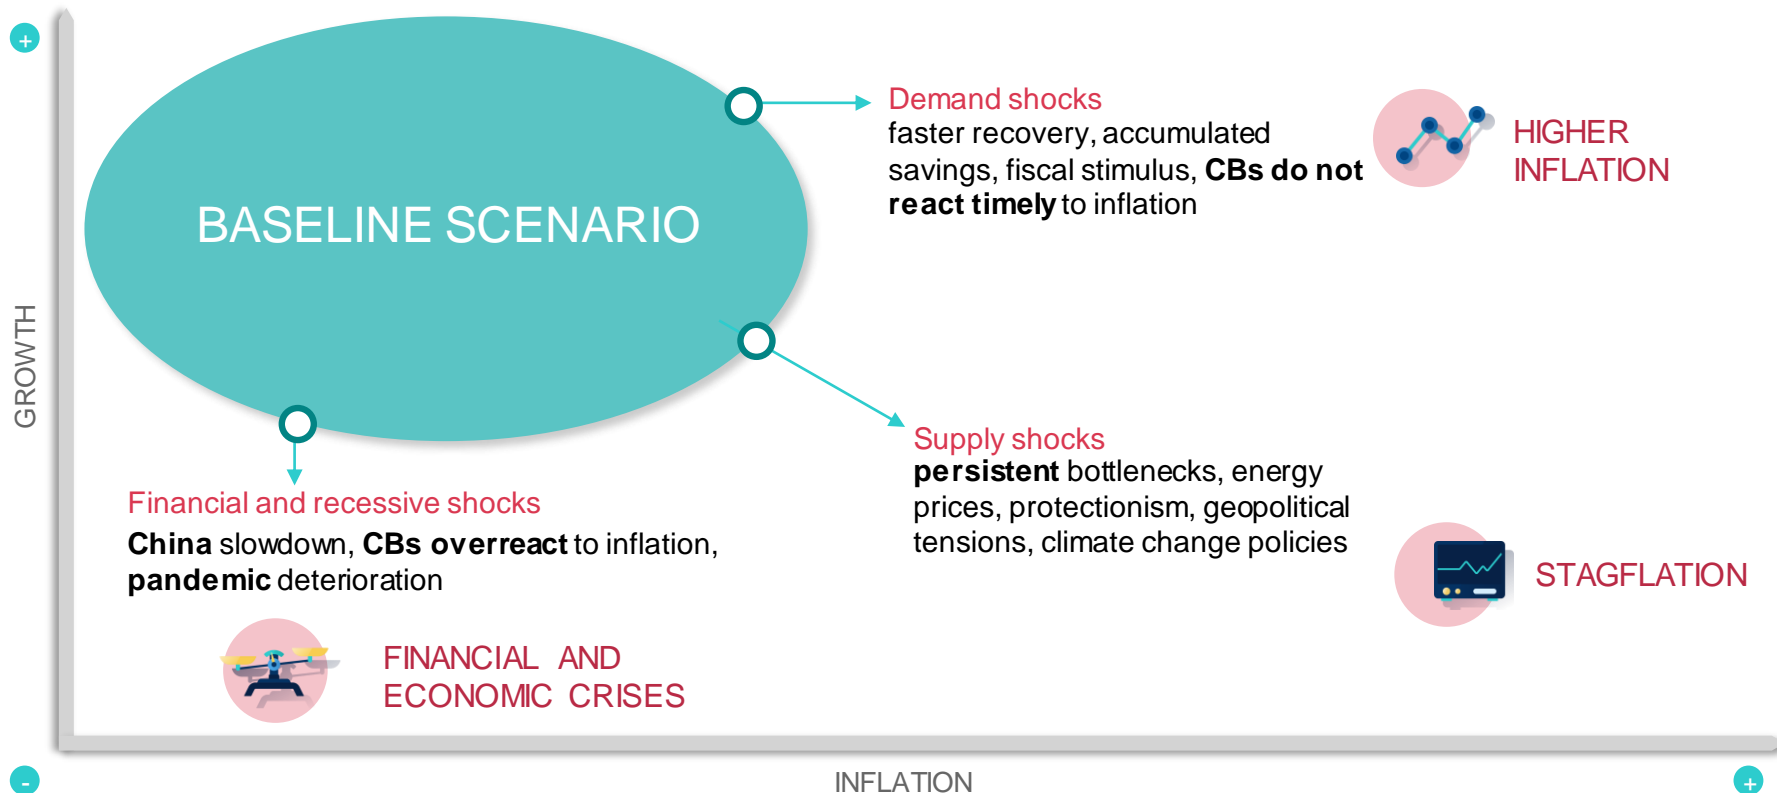 +
BASELINE SCENARIO
Demand shocks
faster recovery, accumulated
savings, fiscal stimulus, CBs do not
react timely to inflation
HIGHER
INFLATION
GROWTH
Supply shocks
persistent bottlenecks, energy
prices, protectionism, geopolitical
tensions, climate change policies
STAGFLATION
Financial and recessive shocks
China slowdown, CBs overreact to inflation,
pandemic deterioration
FINANCIAL AND
ECONOMIC CRISES
-
INFLATION
+